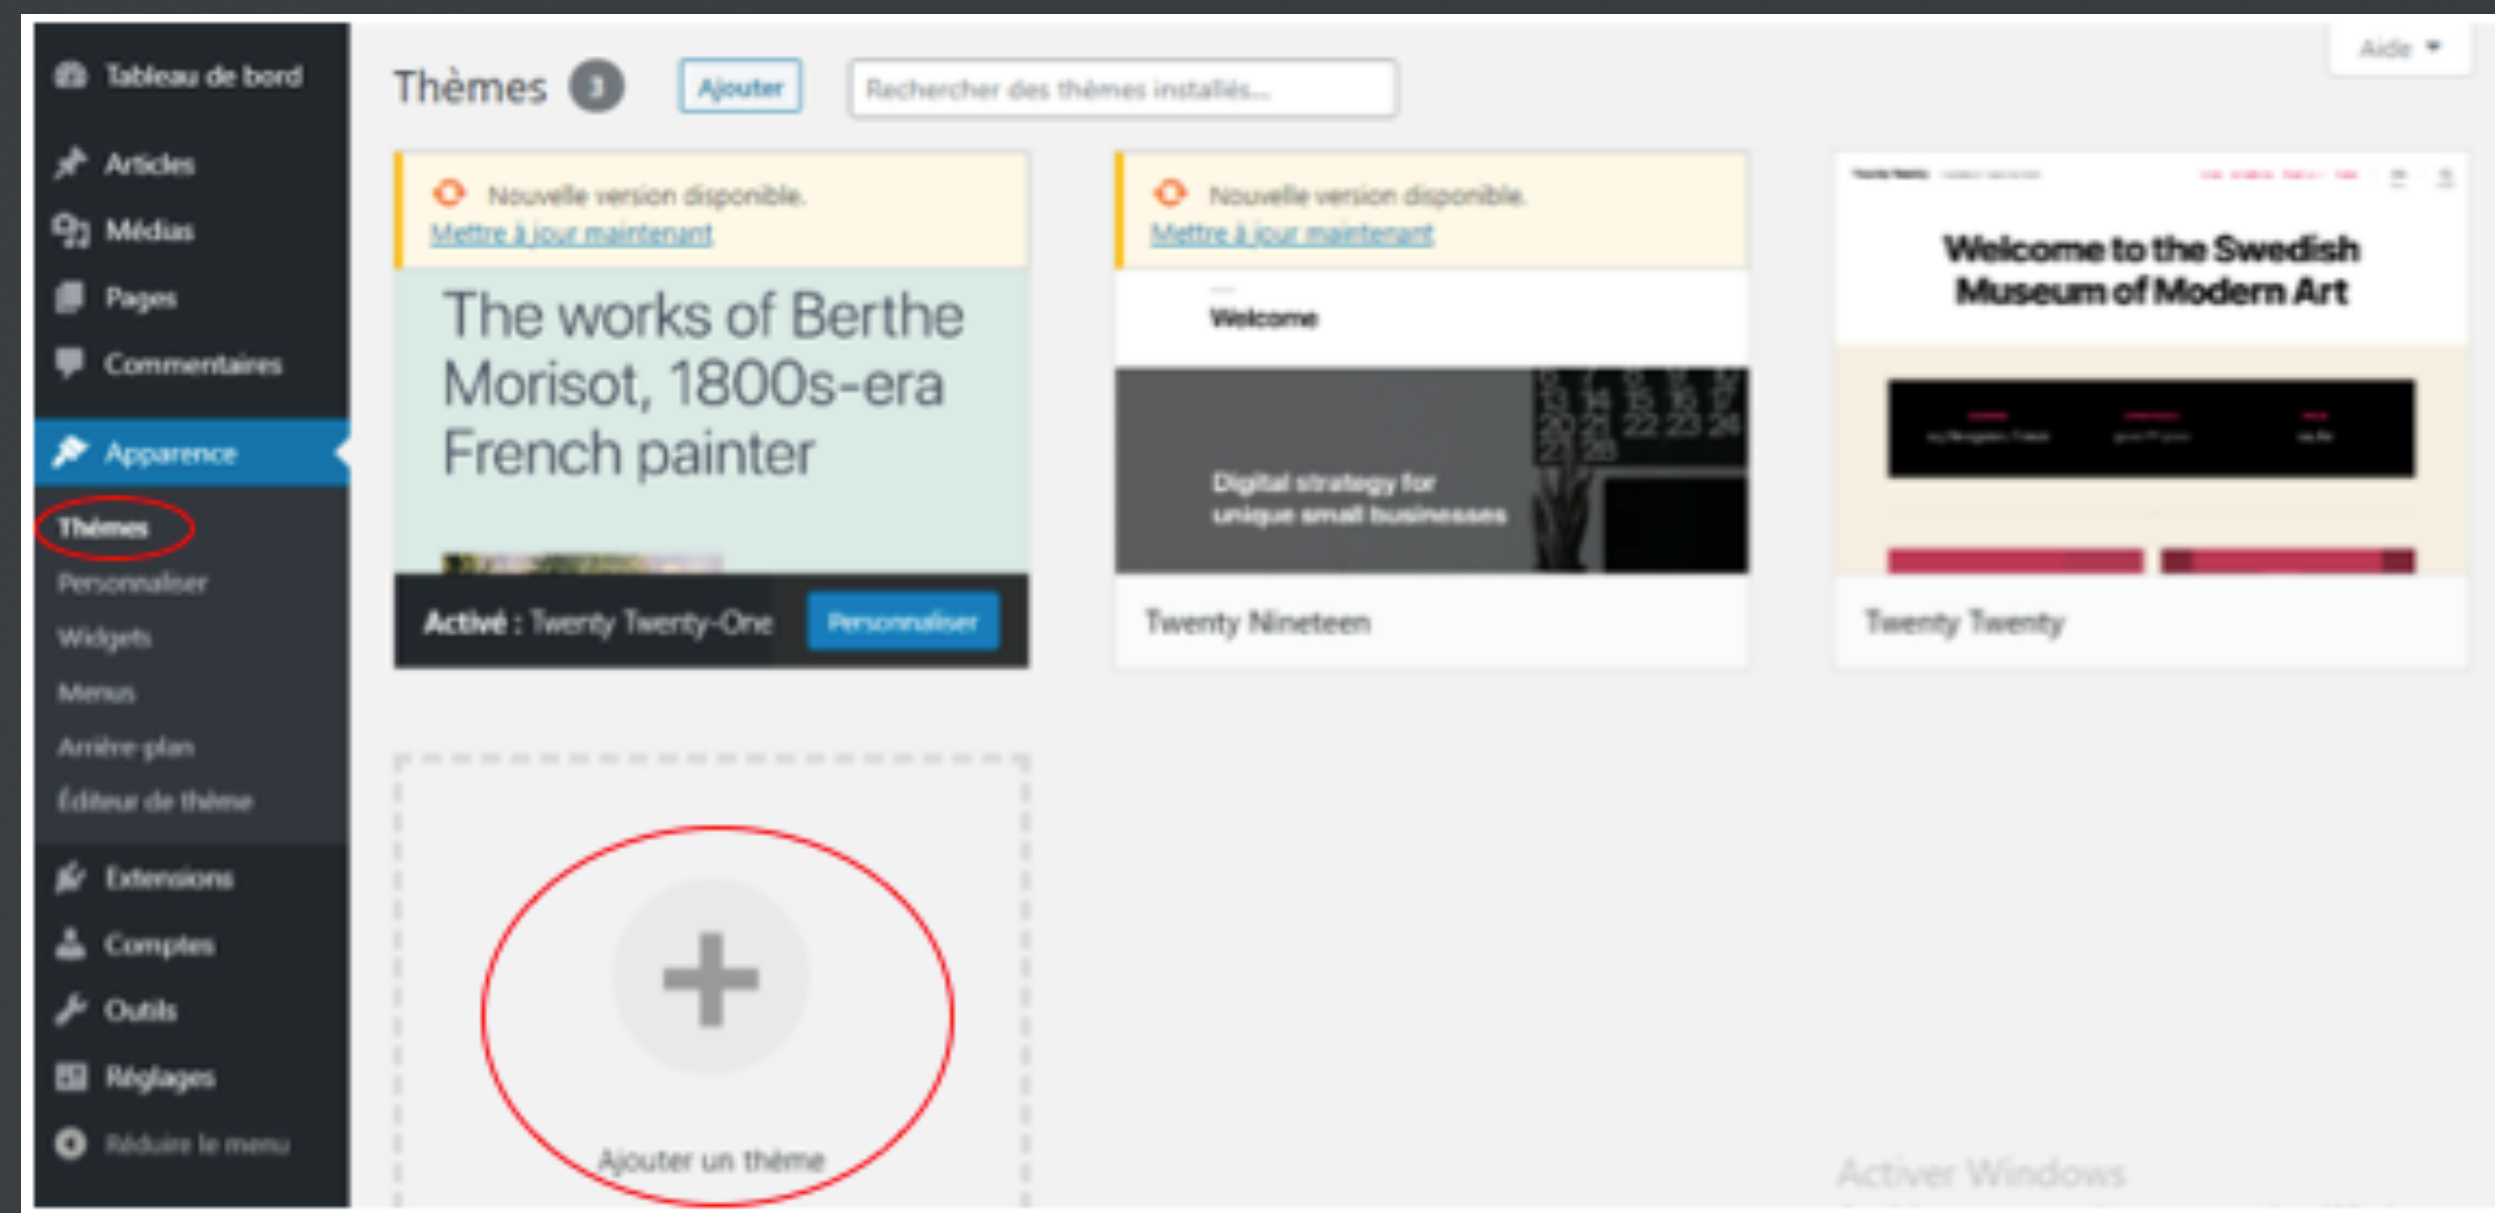 Tableau de bord
Articles
Médias
Pages
Commentaires
Apparence
Thèmes
Personnaliser
Widgets
Menus
Arrière-plan
Éditeur de thème
Extensions
Comptes
Outils
Réglages
Réduire le menu
Thèmes 3 Ajouter Rechercher des thèmes installés...
Aide
Nouvelle version disponible.
Mettre à jour maintenant
The works of Berthe
Morisot, 1800s-era
French painter
Activé : Twenty Twenty-One Personnaliser
Nouvelle version disponible.
Mettre à jour maintenant
Welcome
Digital strategy for
unique small businesses
Twenty Nineteen
Twenty Twenty
Welcome to the Swedish
Museum of Modern Art
Twenty Twenty
Ajouter un thème
Activer Windows